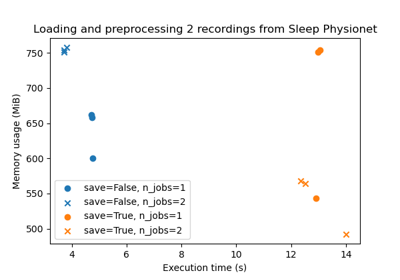 Loading and preprocessing 2 recordings from Sleep Physionet
Memory usage (MiB)
750
700
650
600
550
500
save=False, n_jobs=1
save=False, n_jobs=2
save=True, n_jobs=1
save=True, n_jobs=2
4 6 8 10 12 14
Execution time (s)